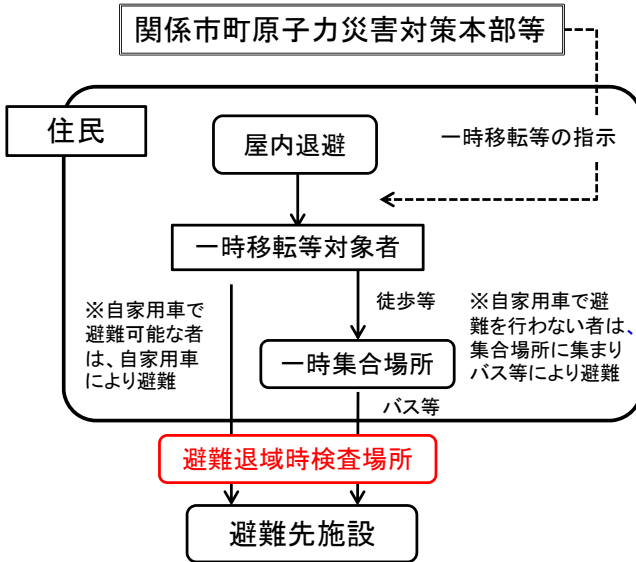 関係市町原子力災害対策本部等
住民
屋内退避
一時移転等の指示
一時移転等対象者
※自家用車で
避難可能な者
は、自家用車
により避難
徒歩等
※自家用車で避
難を行わない者は、
集合場所に集まり
バス等により避難
一時集合場所
バス等
避難退域時検査場所
避難先施設